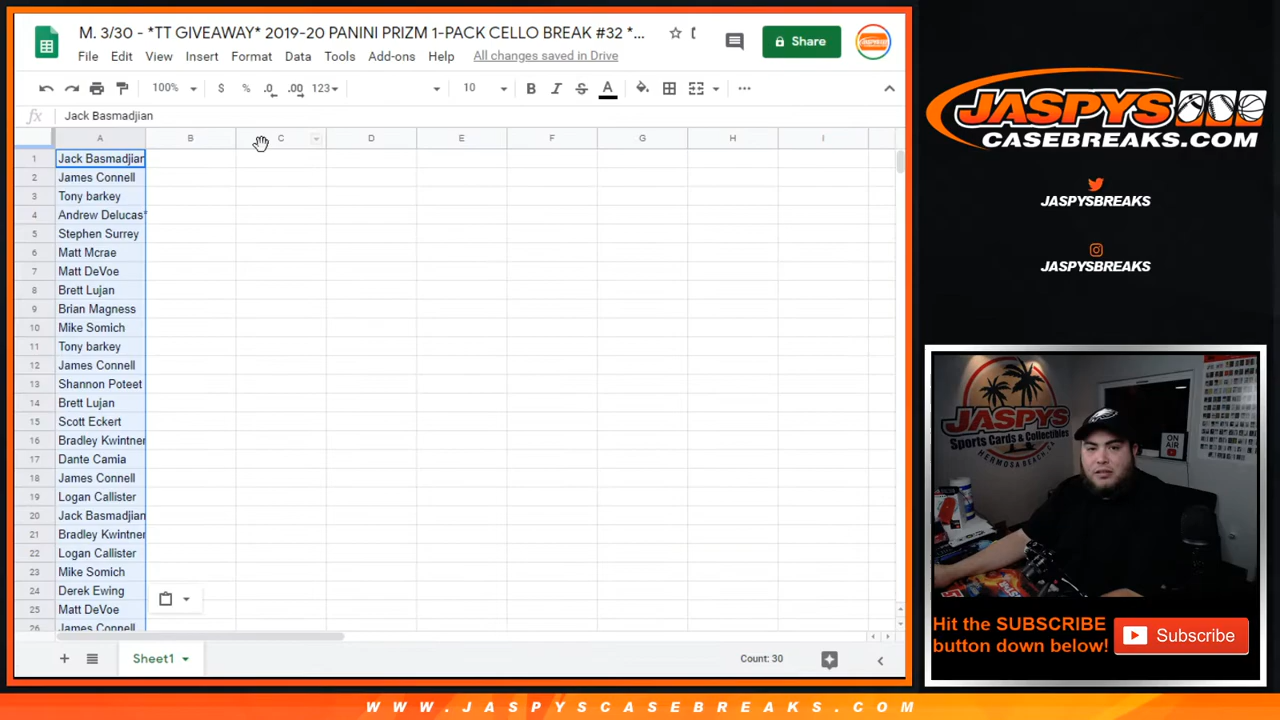 M. 3/30 - *TT GIVEAWAY* 2019-20 PANINI PRIZM 1-PACK CELLO BREAK #32 *...
Share
File Edit View Insert Format Data Tools Add-ons Help All changes saved in Drive
100% $ % .0 .00 123 10 B I S A
fx Jack Basmadjian
A B C D E F G H I
1 Jack Basmadjian
2 James Connell
3 Tony barkey
4 Andrew Delucas*
5 Stephen Surrey
6 Matt Mcrae
7 Matt DeVoe
8 Brett Lujan
9 Brian Magness
10 Mike Somich
11 Tony barkey
12 James Connell
13 Shannon Poteet
14 Brett Lujan
15 Scott Eckert
16 Bradley Kwintner
17 Dante Camia
18 James Connell
19 Logan Callister
20 Jack Basmadjian
21 Bradley Kwintner
22 Logan Callister
23 Mike Somich
24 Derek Ewing
25 Matt DeVoe
26 James Connell
Sheet1
Count: 30
JASPYS
CASEBREAKS.COM
JASPYSBREAKS
JASPYSBREAKS
JASPYS
Sports Cards & Collectibles
HERMOSA BEACH, CA
ON
AIR
Hit the SUBSCRIBE
button down below!
Subscribe
WWW.JASPYSCASEBREAKS.COM